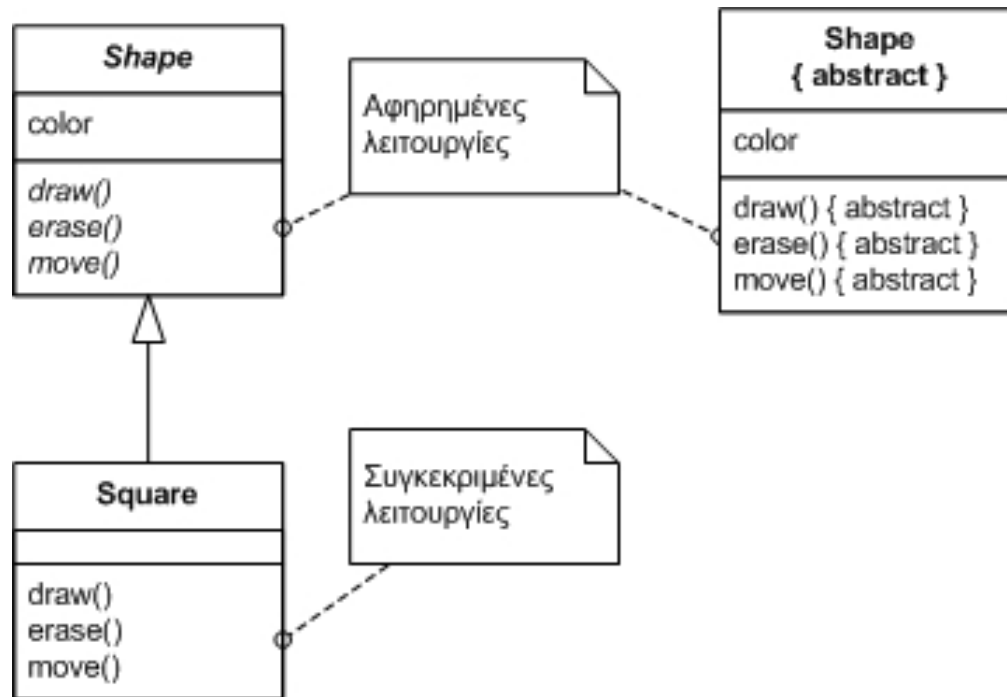 Shape
color
draw()
erase()
move()
Αφηρημένες
λειτουργίες
Shape
{ abstract }
color
draw() { abstract }
erase() { abstract }
move() { abstract }
Square
draw()
erase()
move()
Συγκεκριμένες
λειτουργίες